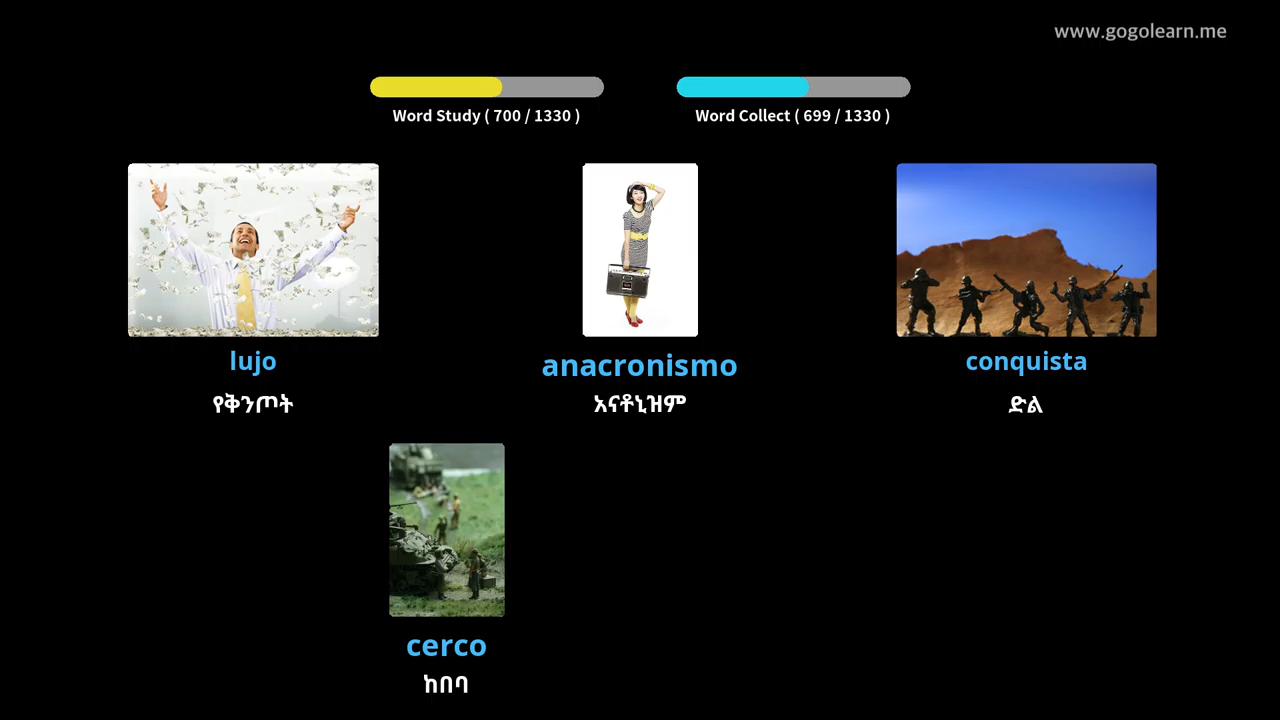 www.gogolearn.me
Word Study ( 700 / 1330 )
Word Collect ( 699 / 1330 )
lujo
anacronismo
conquista
የቅንጦት
አናቶኒዝም
ድል
cerco
ከበባ